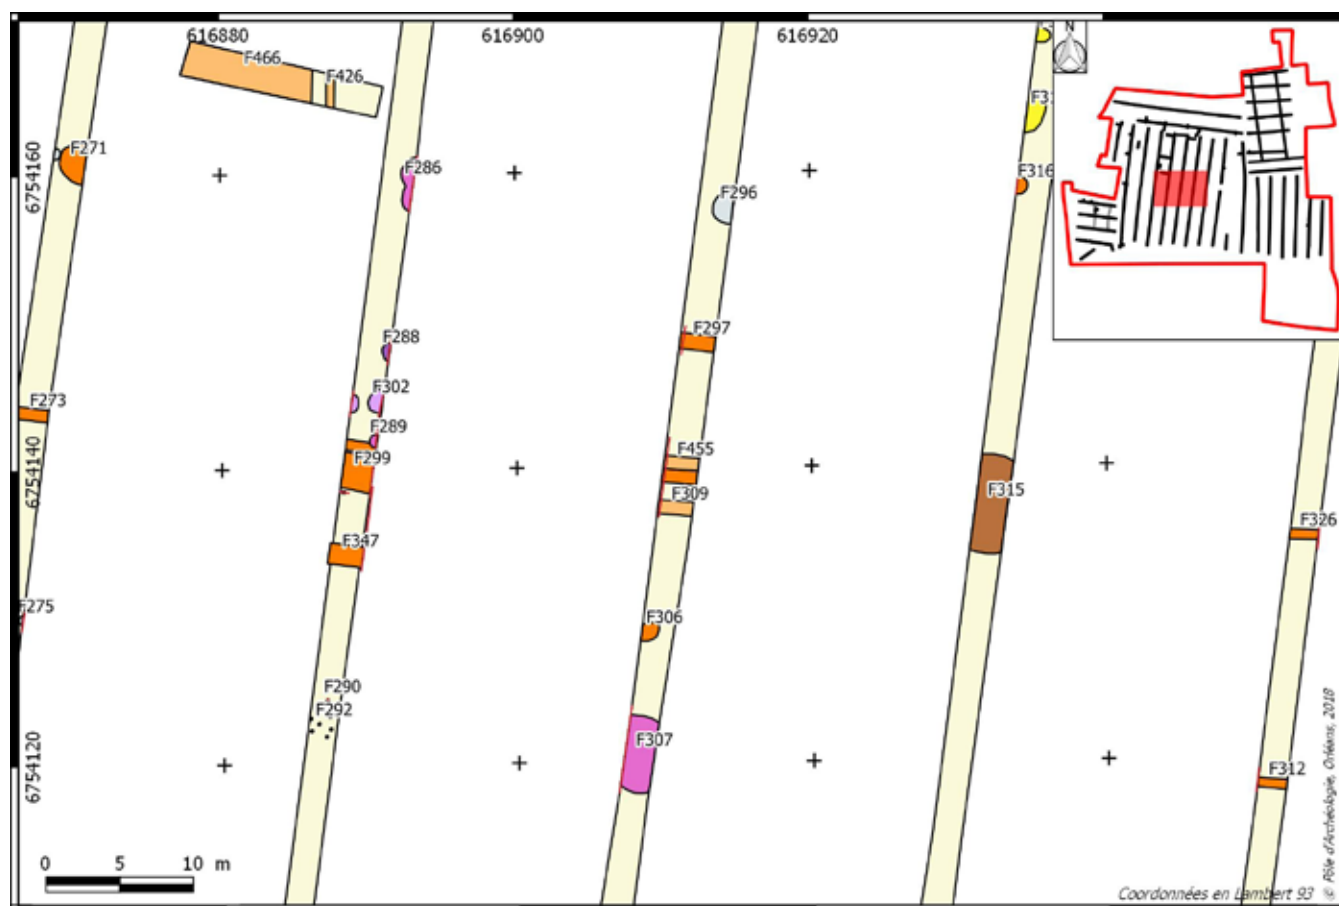 616880
616900
616920
N
F466
F426
F271
F286
F296
F316
F288
F297
F302
F273
F289
F299
F455
F309
F315
F347
F326
F275
F306
F290
F292
F307
F312
6754160
6754140
6754120
0 5 10 m
Coordonnées en Lambert 93
© Pôle d'Archéologie, Orléans, 2018